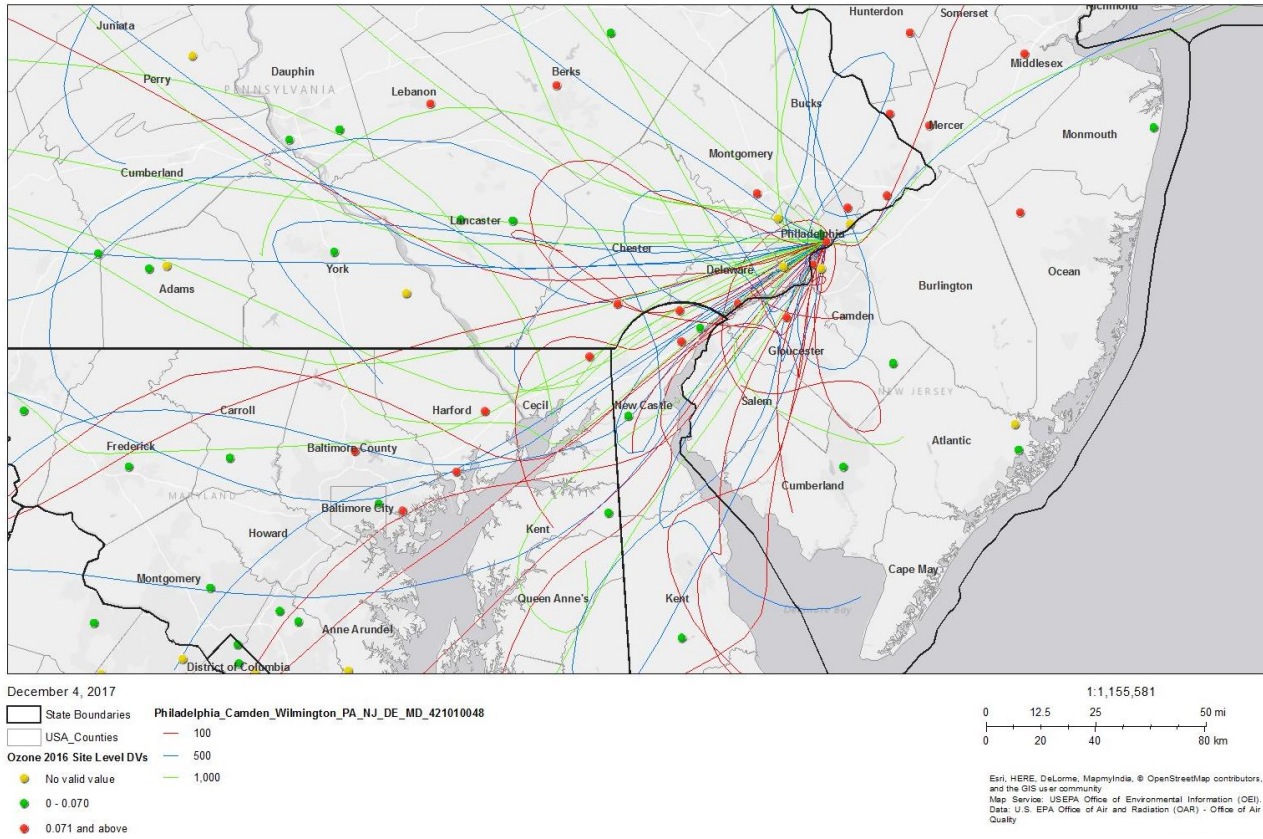 Hunterdon
Somerset
Richmond
Juniata
Middlesex
Perry
Dauphin
Berks
PENNSYLVANIA
Lebanon
Bucks
Mercer
Monmouth
Montgomery
Cumberland
Lancaster
Philadelphia
Chester
York
Delaware
Ocean
Adams
Burlington
Camden
Gloucester
NEW JERSEY
Carroll
Harford
Cecil
New Castle
Salem
Frederick
Baltimore County
Atlantic
Cumberland
MARYLAND
Baltimore City
Howard
Kent
Montgomery
Cape May
Queen Anne's
Kent
Delaware Bay
Anne Arundel
District of Columbia
December 4, 2017
State Boundaries
USA_Counties
Ozone 2016 Site Level DVs
No valid value
0 - 0.070
0.071 and above
Philadelphia_Camden_Wilmington_PA_NJ_DE_MD_421010048
100
500
1,000
1:1,155,581
0 12.5 25 50 mi
0 20 40 80 km
Esri, HERE, DeLorme, MapmyIndia, © OpenStreetMap contributors,
and the GIS user community
Map Service: USEPA Office of Environmental Information (OEI).
Data: U.S. EPA Office of Air and Radiation (OAR) - Office of Air
Quality